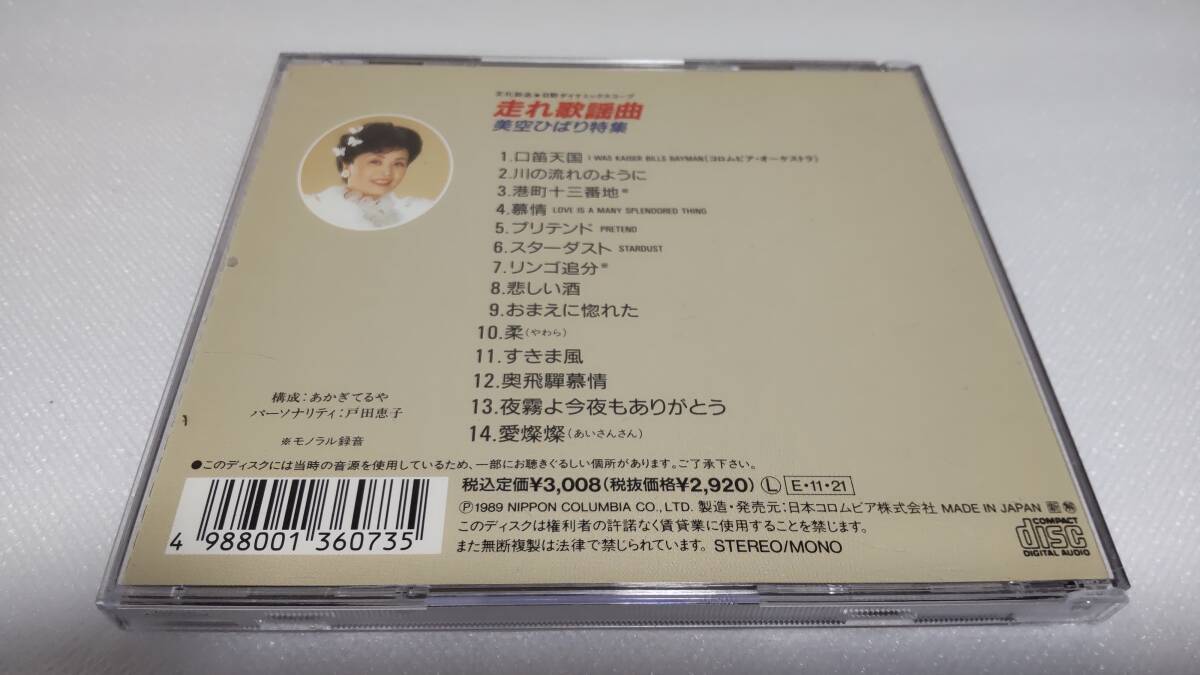 文化放送★日野ダイナミックスコープ
走れ歌謡曲
美空ひばり特集
1.口笛天国 I WAS KAISER BILLS BAYMAN(コロムビア・オーケストラ)
2.川の流れのように
3.港町十三番地※
4.慕情 LOVE IS A MANY SPLENDORED THING
5.プリテンド PRETEND
6.スターダスト STARDUST
7.リンゴ追分※
8.悲しい酒
9.おまえに惚れた
10.柔(やわら)
11.すきま風
12.奥飛騨慕情
13.夜霧よ今夜もありがとう
14.愛燦燦(あいさんさん)
構成:あかぎてるや
パーソナリティ:戸田恵子
※モノラル録音
●このディスクには当時の音源を使用しているため、一部にお聴きぐるしい個所があります。ご了承下さい。
税込定価¥3,008(税抜価格¥2,920) Ⓛ E・11・21
Ⓟ1989 NIPPON COLUMBIA CO.,LTD. 製造・発売元:日本コロムビア株式会社 MADE IN JAPAN
このディスクは権利者の許諾なく賃貸業に使用することを禁じます。
また無断複製は法律で禁じられています。 STEREO/MONO
4 988001 360735
COMPACT
disc
DIGITAL AUDIO